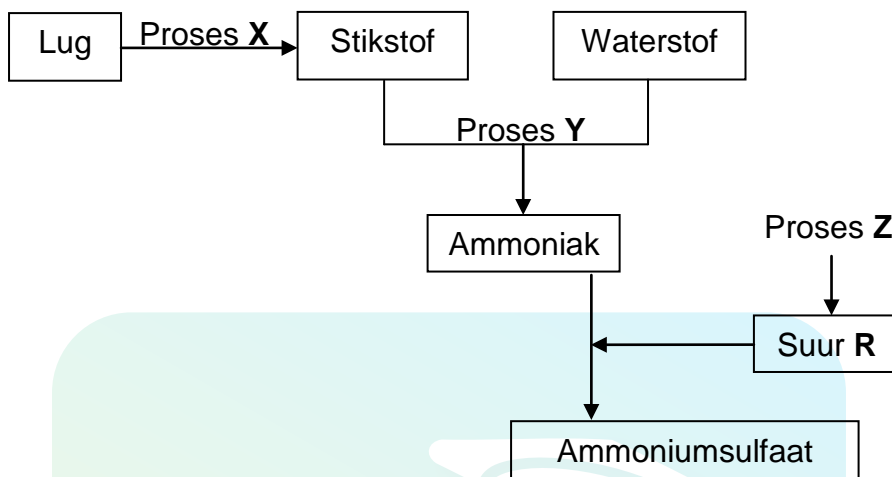 Lug
Proses X
Stikstof
Waterstof
Proses Y
Ammoniak
Proses Z
Suur R
Ammoniumsulfaat